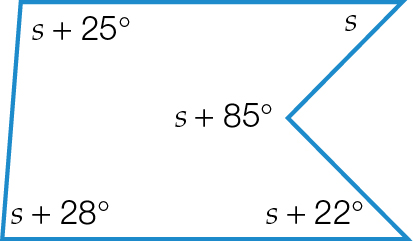 s + 25°
s
s + 85°
s + 28°
s + 22°